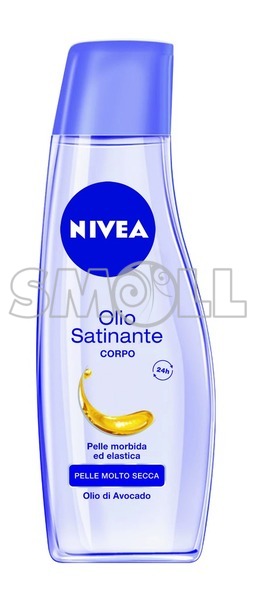 NIVEA
SMOLL
Olio
Satinante
CORPO
24h
Pelle morbida
ed elastica
PELLE MOLTO SECCA
Olio di Avocado